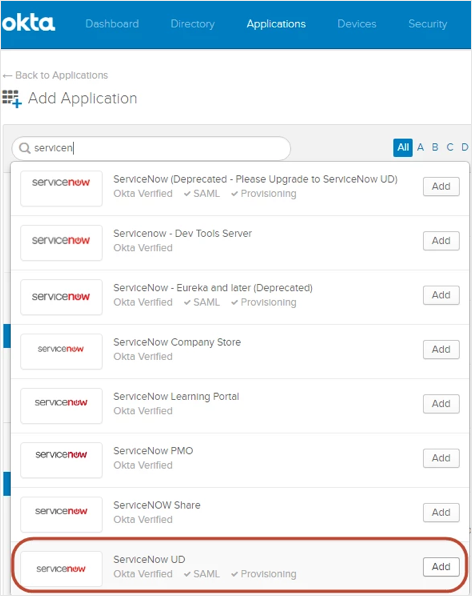 okta Dashboard Directory Applications Devices Security
← Back to Applications
Add Application
servicen All A B C D
servicenow ServiceNow (Deprecated - Please Upgrade to ServiceNow UD) Add
Okta Verified ✓ SAML ✓ Provisioning
servicenow Servicenow - Dev Tools Server Add
Okta Verified
servicenow ServiceNow - Eureka and later (Deprecated) Add
Okta Verified ✓ SAML ✓ Provisioning
servicenow ServiceNow Company Store Add
Okta Verified
servicenow ServiceNow Learning Portal Add
Okta Verified
servicenow ServiceNow PMO Add
Okta Verified
servicenow ServiceNOW Share Add
Okta Verified
servicenow ServiceNow UD Add
Okta Verified ✓ SAML ✓ Provisioning